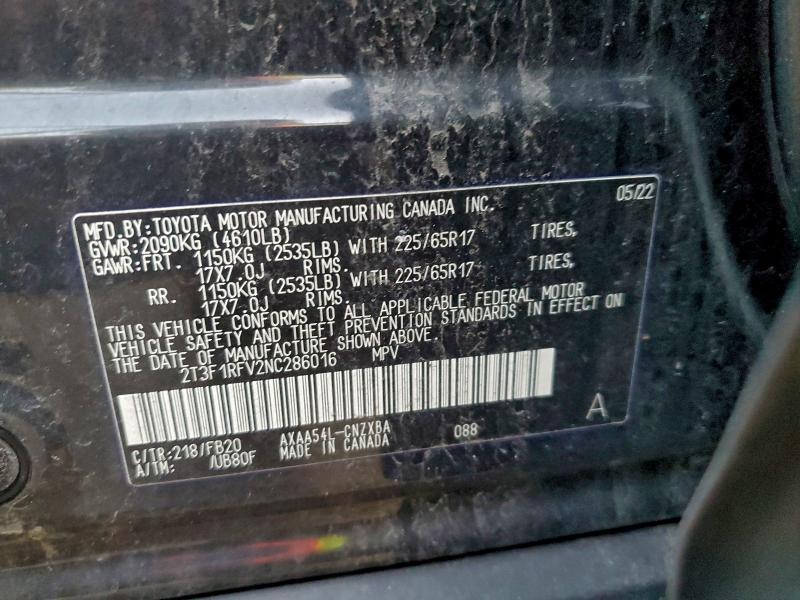 MFD.BY:TOYOTA MOTOR MANUFACTURING CANADA INC. 05/22
GVWR:2090KG (4610LB)
GAWR:FRT. 1150KG (2535LB) WITH 225/65R17 TIRES,
17X7.0J RIMS.
RR. 1150KG (2535LB) WITH 225/65R17 TIRES,
17X7.0J RIMS.
THIS VEHICLE CONFORMS TO ALL APPLICABLE FEDERAL MOTOR
VEHICLE SAFETY AND THEFT PREVENTION STANDARDS IN EFFECT ON
THE DATE OF MANUFACTURE SHOWN ABOVE.
2T3F1RFV2NC286016 MPV
A
C/TR:218/FB20 AXAA54L-CNZXBA 088
A/TM: /UB80F MADE IN CANADA